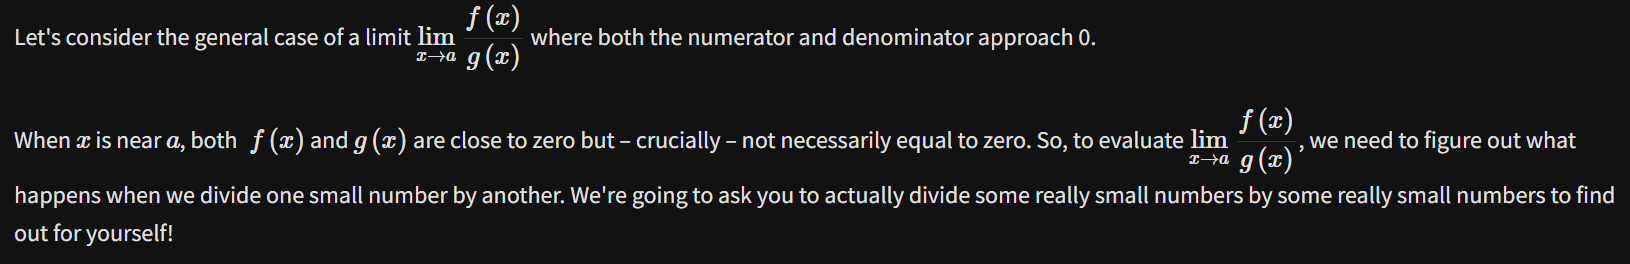 Let's consider the general case of a limit lim x→a f(x)/g(x) where both the numerator and denominator approach 0.
When x is near a, both f(x) and g(x) are close to zero but – crucially – not necessarily equal to zero. So, to evaluate lim x→a f(x)/g(x), we need to figure out what
happens when we divide one small number by another. We're going to ask you to actually divide some really small numbers by some really small numbers to find
out for yourself!